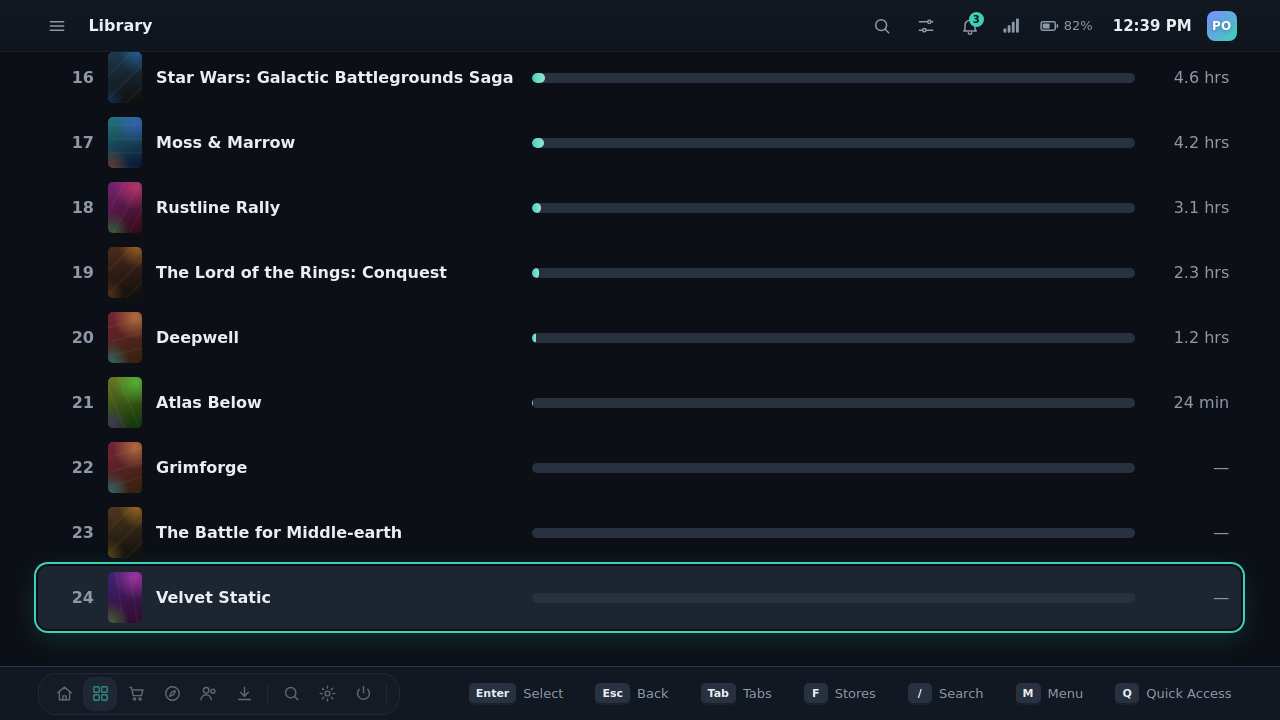 Library
3
82%
12:39 PM
PO
16 Star Wars: Galactic Battlegrounds Saga 4.6 hrs
17 Moss & Marrow 4.2 hrs
18 Rustline Rally 3.1 hrs
19 The Lord of the Rings: Conquest 2.3 hrs
20 Deepwell 1.2 hrs
21 Atlas Below 24 min
22 Grimforge —
23 The Battle for Middle-earth —
24 Velvet Static —
Enter Select Esc Back Tab Tabs F Stores / Search M Menu Q Quick Access